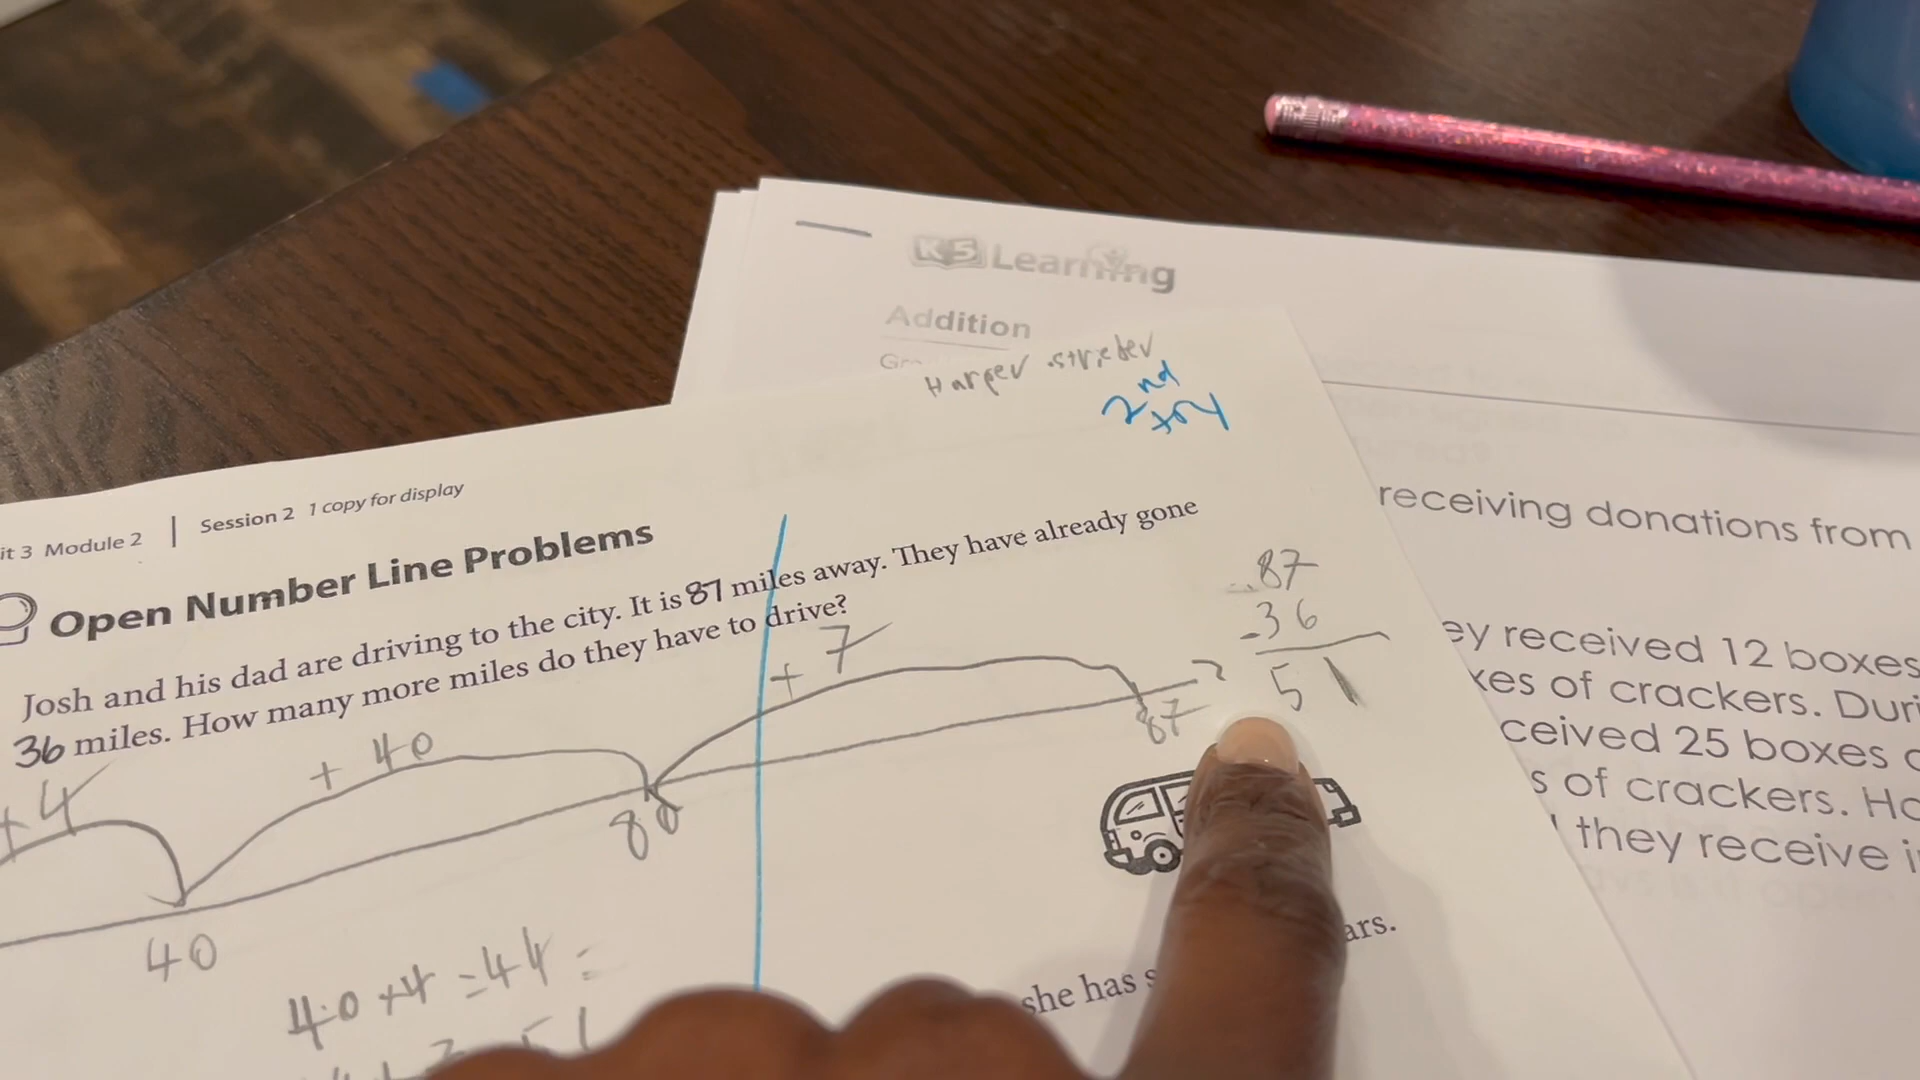 K5 Learning
Addition
Harper strieter
2nd try
it 3 Module 2 | Session 2 1 copy for display
Open Number Line Problems
Josh and his dad are driving to the city. It is 87 miles away. They have already gone
36 miles. How many more miles do they have to drive?
+4
+ 40
+ 7
40
80
87
87
-36
51
40 + 4 = 44 =
51
ars.
she has s
receiving donations from
ey received 12 boxes
kes of crackers. Duri
ceived 25 boxes o
s of crackers. Ho
they receive i